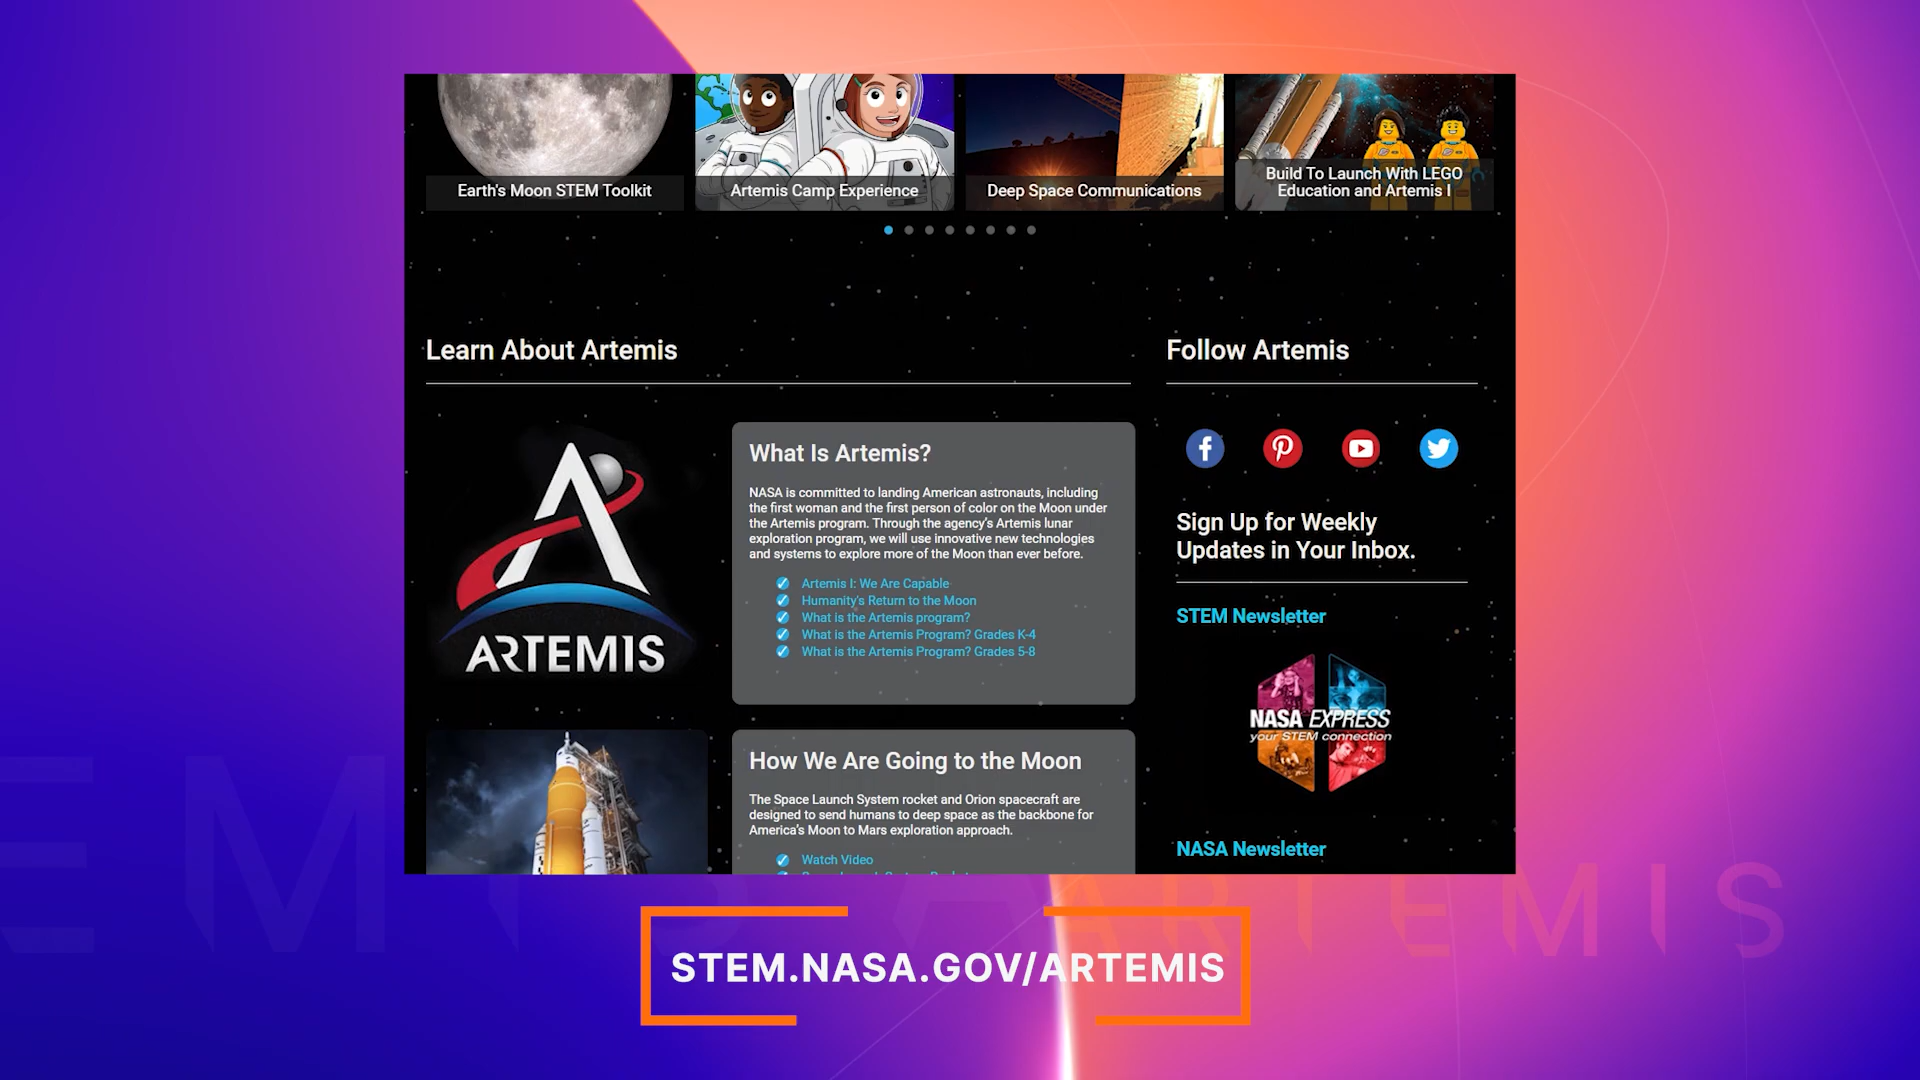 Earth's Moon STEM Toolkit
Artemis Camp Experience
Deep Space Communications
Build To Launch With LEGO
Education and Artemis I
Learn About Artemis
Follow Artemis
What Is Artemis?
NASA is committed to landing American astronauts, including
the first woman and the first person of color on the Moon under
the Artemis program. Through the agency's Artemis lunar
exploration program, we will use innovative new technologies
and systems to explore more of the Moon than ever before.
Artemis I: We Are Capable
Humanity's Return to the Moon
What is the Artemis program?
What is the Artemis Program? Grades K-4
What is the Artemis Program? Grades 5-8
ARTEMIS
Sign Up for Weekly
Updates in Your Inbox.
STEM Newsletter
NASA EXPRESS
your STEM connection
How We Are Going to the Moon
The Space Launch System rocket and Orion spacecraft are
designed to send humans to deep space as the backbone for
America's Moon to Mars exploration approach.
Watch Video
NASA Newsletter
EMIS A
ARTEMIS
STEM.NASA.GOV/ARTEMIS